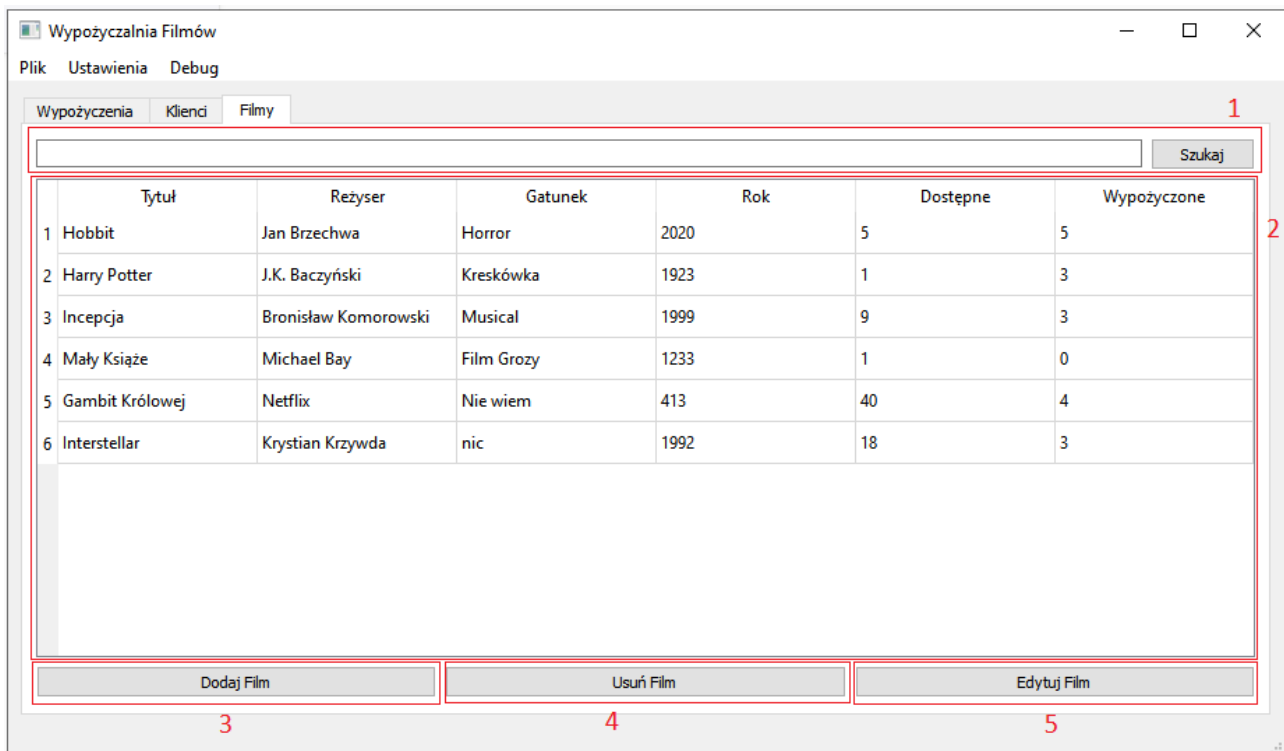 Wypożyczalnia Filmów
Plik Ustawienia Debug
Wypożyczenia Klienci Filmy
1
Szukaj
Tytuł Reżyser Gatunek Rok Dostępne Wypożyczone
2
1 Hobbit Jan Brzechwa Horror 2020 5 5
2 Harry Potter J.K. Baczyński Kreskówka 1923 1 3
3 Incepcja Bronisław Komorowski Musical 1999 9 3
4 Mały Książe Michael Bay Film Grozy 1233 1 0
5 Gambit Królowej Netflix Nie wiem 413 40 4
6 Interstellar Krystian Krzywda nic 1992 18 3
Dodaj Film Usuń Film Edytuj Film
3 4 5